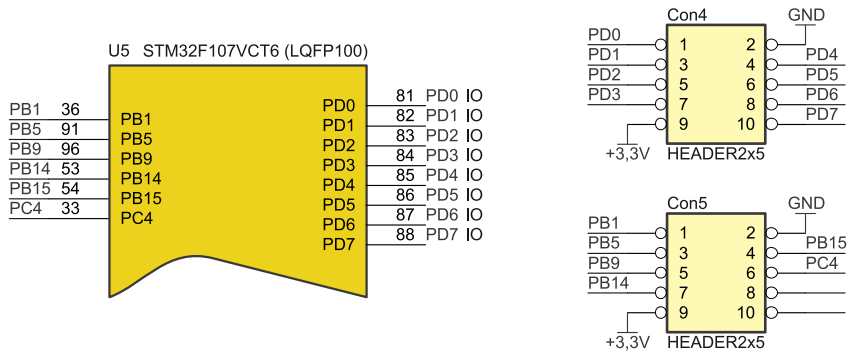 U5 STM32F107VCT6 (LQFP100)
PB1 36 PB1
PB5 91 PB5
PB9 96 PB9
PB14 53 PB14
PB15 54 PB15
PC4 33 PC4
PD0 81 PD0 IO
PD1 82 PD1 IO
PD2 83 PD2 IO
PD3 84 PD3 IO
PD4 85 PD4 IO
PD5 86 PD5 IO
PD6 87 PD6 IO
PD7 88 PD7 IO
Con4 GND
PD0 1 2
PD1 3 4 PD4
PD2 5 6 PD5
PD3 7 8 PD6
9 10 PD7
+3,3V HEADER2x5
Con5 GND
PB1 1 2
PB5 3 4 PB15
PB9 5 6 PC4
PB14 7 8
9 10
+3,3V HEADER2x5